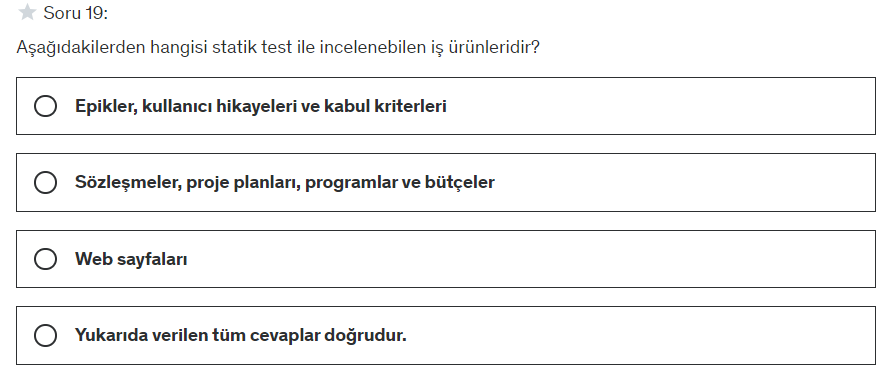 Soru 19:
Aşağıdakilerden hangisi statik test ile incelenebilen iş ürünleridir?
Epikler, kullanıcı hikayeleri ve kabul kriterleri
Sözleşmeler, proje planları, programlar ve bütçeler
Web sayfaları
Yukarıda verilen tüm cevaplar doğrudur.